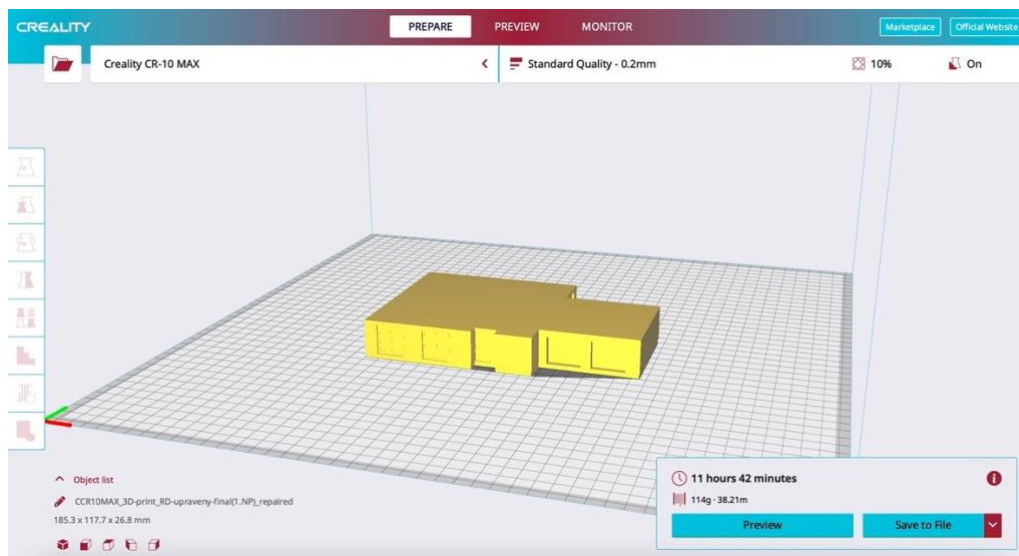 CREALITY
PREPARE PREVIEW MONITOR
Marketplace Official Website
Creality CR-10 MAX
Standard Quality - 0.2mm
10%
On
Object list
CCR10MAX_3D-print_RD-upraveny-final(1.NP)_repaired
185.3 x 117.7 x 26.8 mm
11 hours 42 minutes
114g · 38.21m
Preview Save to File